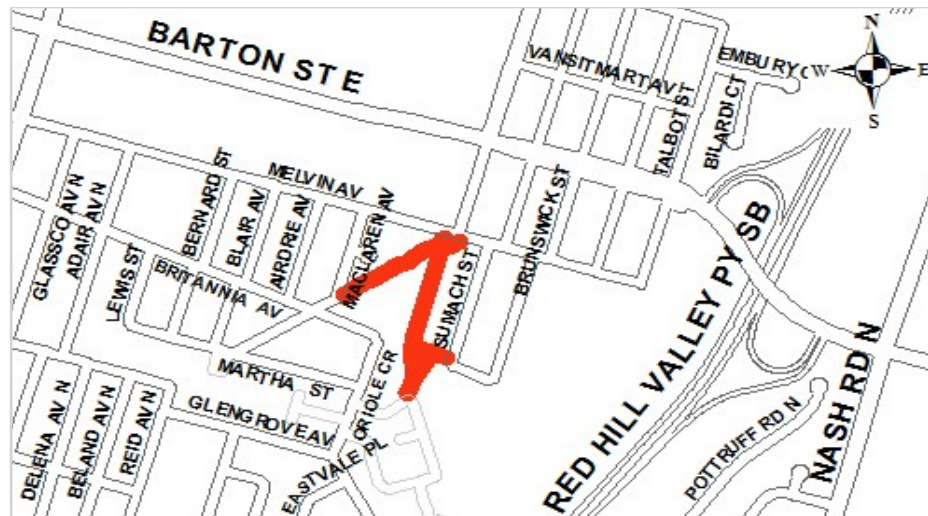 BARTON ST E
VANSITMART AV
EMBURY C
N
W
E
S
TALBOT ST
BILARDI CT
MELVIN AV
BERNARD ST
BLAIR AV
AIRDRIE AV
MACLAREN AV
GLASSCO AV N
ADAIR AV N
LEWIS ST
BRITANNIA AV
SUMACH ST
BRUNSWICK ST
RED HILL VALLEY PY SB
MARTHA ST
ORIOLE CR
GLENGROVE AV
EASTVALE PL
DELENA AV N
BELAND AV N
REID AV N
POTTRUFF RD N
NASH RD N